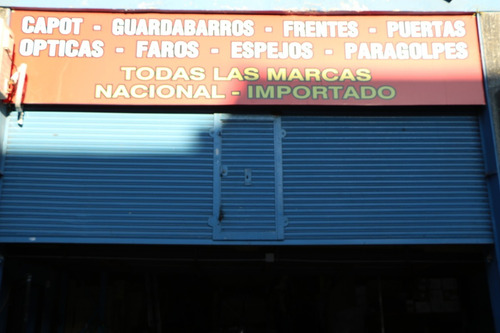 CAPOT - GUARDABARROS - FRENTES - PUERTAS
OPTICAS - FAROS - ESPEJOS - PARAGOLPES
TODAS LAS MARCAS
NACIONAL - IMPORTADO